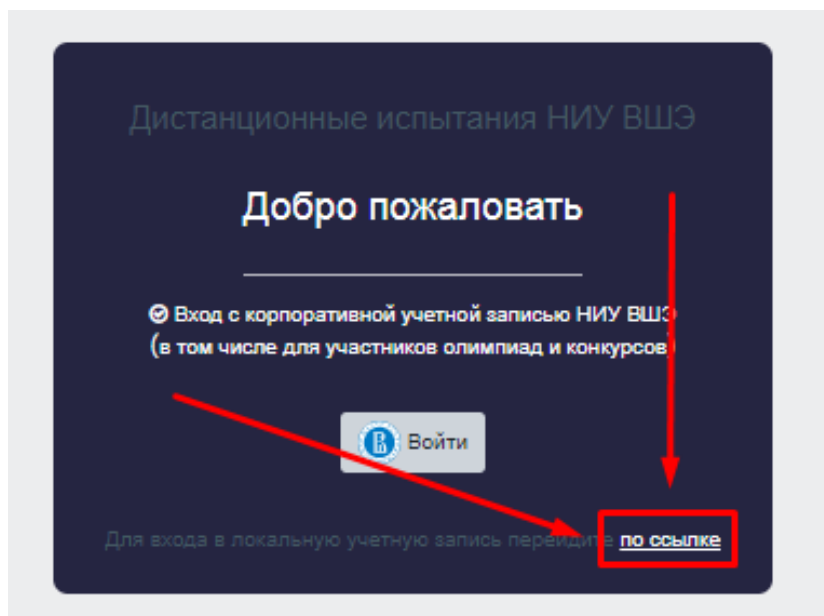 Дистанционные испытания НИУ ВШЭ
Добро пожаловать
Вход с корпоративной учетной записью НИУ ВШЭ
(в том числе для участников олимпиад и конкурсов)
Войти
Для входа в локальную учетную запись перейдите по ссылке